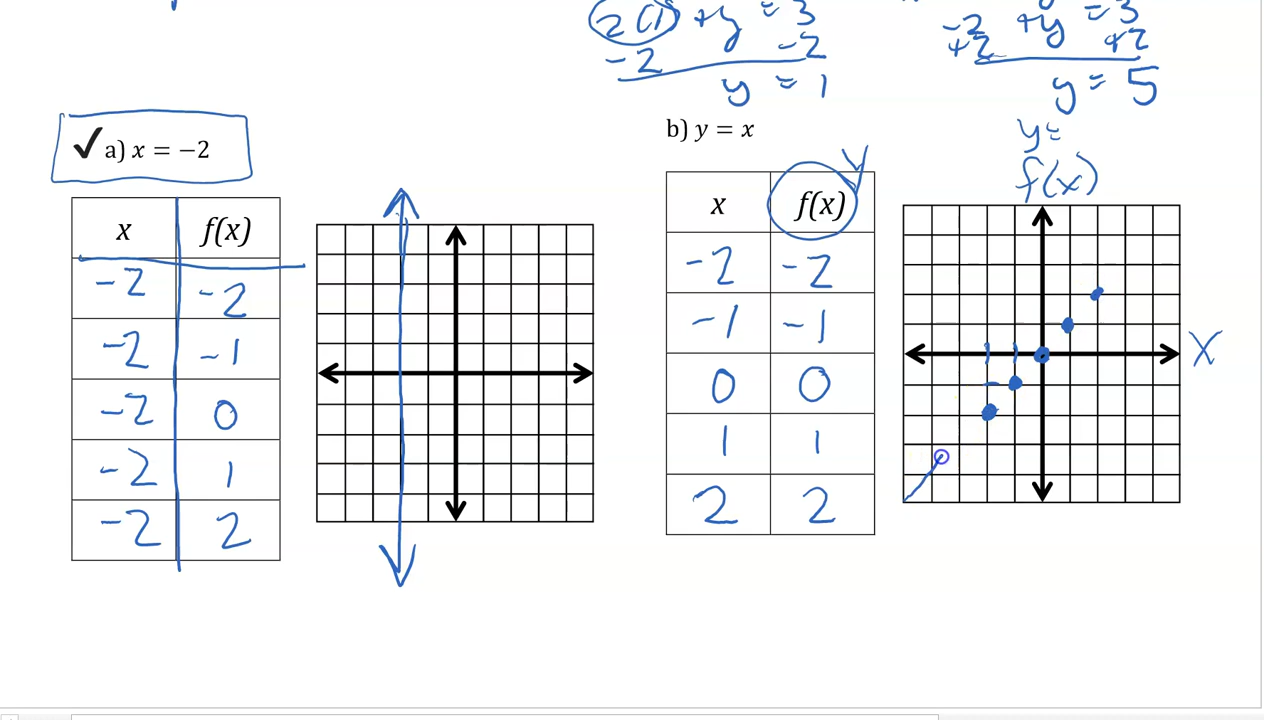 2(1) + y = 3
-2 -2
y = 1
-2 + y = 3
+2 +2
y = 5
✓ a) x = −2
x f(x)
-2 -2
-2 -1
-2 0
-2 1
-2 2
b) y = x
y
x f(x)
-2 -2
-1 -1
0 0
1 1
2 2
y =
f(x)
X